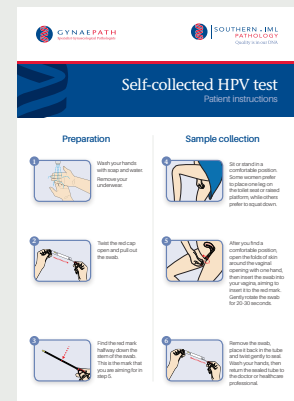 GYNAEPATH
Specialist Gynaecological Pathologists
SOUTHERN.IML
PATHOLOGY
Quality is in our DNA
Self-collected HPV test
Patient instructions
Preparation
1
Wash your hands
with soap and water.
Remove your
underwear.
2
Twist the red cap
open and pull out
the swab.
3
Find the red mark
halfway down the
stem of the swab.
This is the mark that
you are aiming for in
step 5.
Sample collection
4
Sit or stand in a
comfortable position.
Some women prefer
to place one leg on
the toilet seat or raised
platform, while others
prefer to squat down.
5
After you find a
comfortable position,
open the folds of skin
around the vaginal
opening with one hand,
then insert the swab into
your vagina, aiming to
insert it to the red mark.
Gently rotate the swab
for 20-30 seconds.
6
Remove the swab,
place it back in the tube
and twist gently to seal.
Wash your hands, then
return the sealed tube to
the doctor or healthcare
professional.